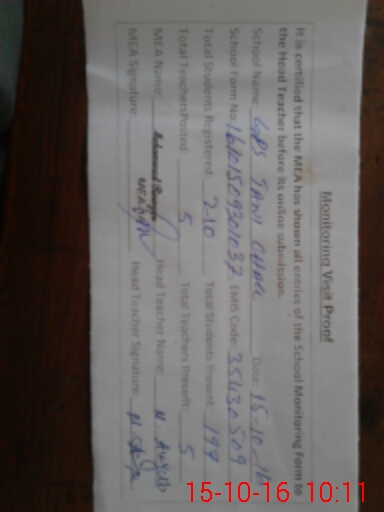 Monitoring Visit Proof
It is certified that the MEA has shown all entries of the School Monitoring Form to
the Head Teacher before its online submission.
School Name: GPS JANI CHAK Date: 15-10-16
School Form No: EMIS Code: 35430509
Total Students Registered: 210 Total Students Present: 197
Total Teachers Posted: 5 Total Teachers Present: 5
MEA Name: Head Teacher Name:
MEA Signature: Head Teacher Signature:
15-10-16 10:11